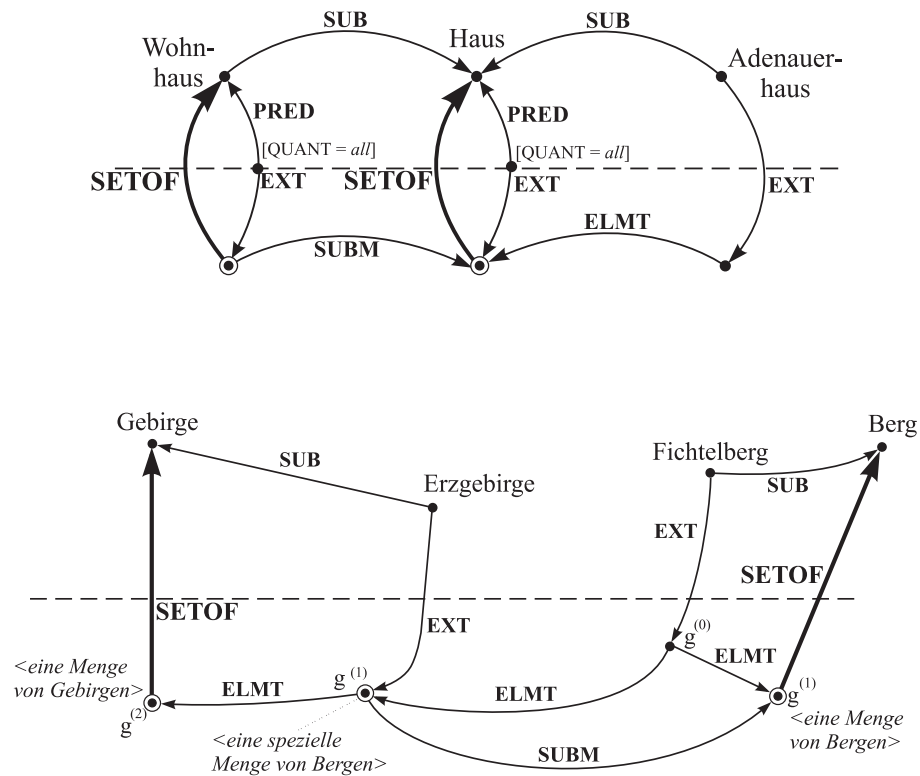 SUB
SUB
Wohn-
haus
Haus
Adenauer-
haus
PRED
PRED
[QUANT = all]
[QUANT = all]
SETOF
EXT
SETOF
EXT
EXT
SUBM
ELMT
Gebirge
Berg
SUB
Fichtelberg
SUB
Erzgebirge
EXT
SETOF
SETOF
EXT
g(0)
<eine Menge
von Gebirgen>
ELMT
g(1)
ELMT
ELMT
g(1)
g(2)
<eine spezielle
Menge von Bergen>
SUBM
<eine Menge
von Bergen>